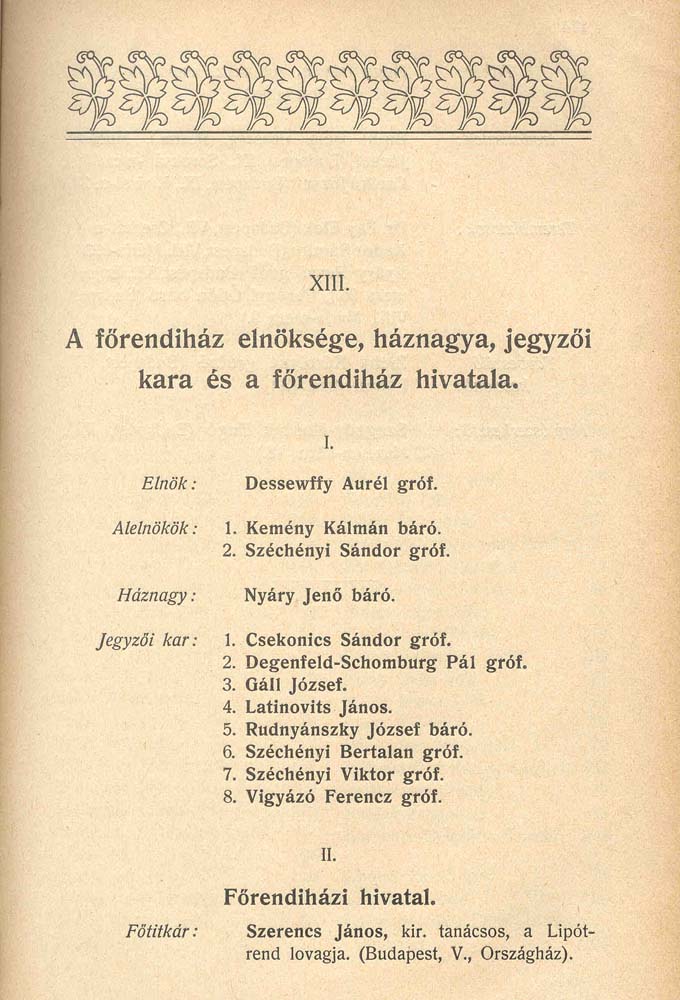 XIII.
A főrendiház elnöksége, háznagya, jegyzői
kara és a főrendiház hivatala.
I.
Elnök: Dessewffy Aurél gróf.
Alelnökök: 1. Kemény Kálmán báró.
2. Széchényi Sándor gróf.
Háznagy: Nyáry Jenő báró.
Jegyzői kar: 1. Csekonics Sándor gróf.
2. Degenfeld-Schomburg Pál gróf.
3. Gáll József.
4. Latinovits János.
5. Rudnyánszky József báró.
6. Széchényi Bertalan gróf.
7. Széchényi Viktor gróf.
8. Vigyázó Ferencz gróf.
II.
Főrendiházi hivatal.
Főtitkár: Szerencs János, kir. tanácsos, a Lipót-
rend lovagja. (Budapest, V., Országház).